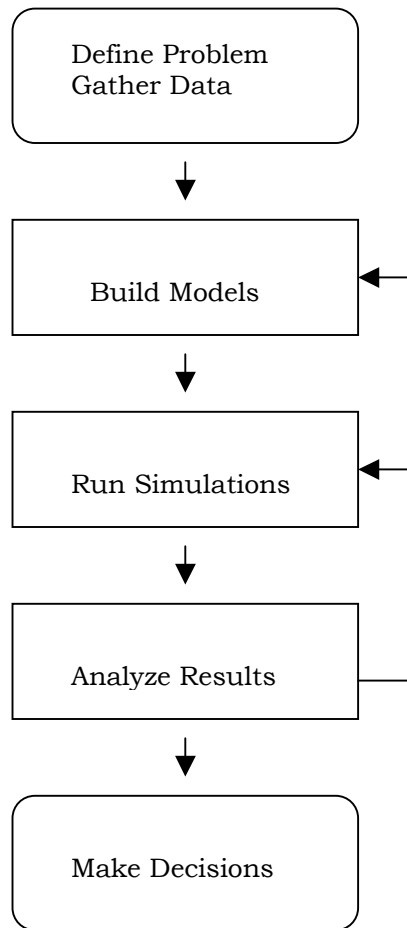 Define Problem
Gather Data
Build Models
Run Simulations
Analyze Results
Make Decisions